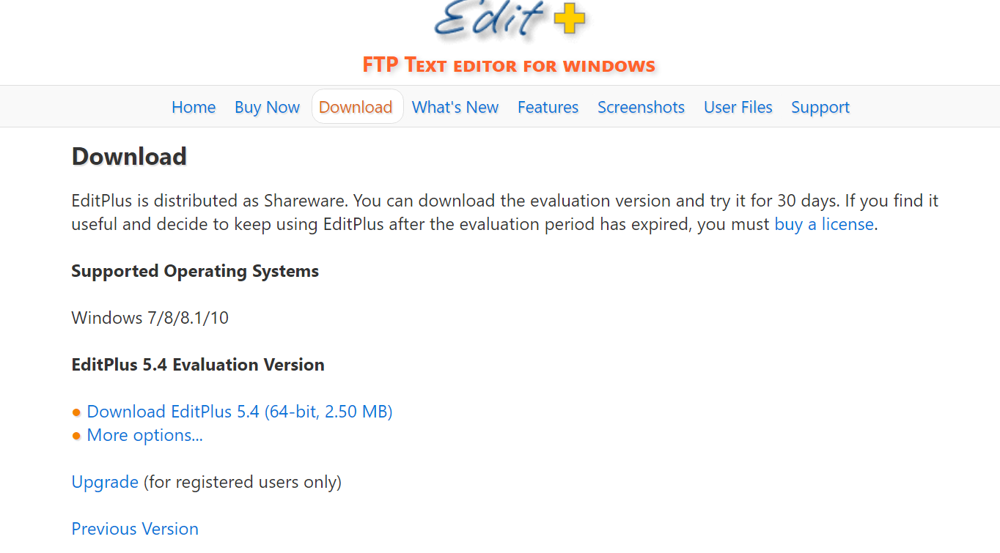 Edit+
FTP Text editor for windows
Home Buy Now Download What's New Features Screenshots User Files Support
Download
EditPlus is distributed as Shareware. You can download the evaluation version and try it for 30 days. If you find it
useful and decide to keep using EditPlus after the evaluation period has expired, you must buy a license.
Supported Operating Systems
Windows 7/8/8.1/10
EditPlus 5.4 Evaluation Version
Download EditPlus 5.4 (64-bit, 2.50 MB)
More options...
Upgrade (for registered users only)
Previous Version